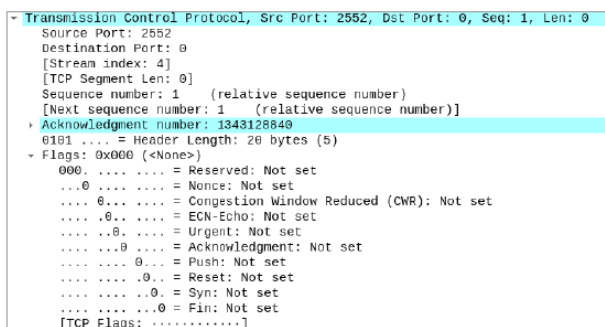 Transmission Control Protocol, Src Port: 2552, Dst Port: 0, Seq: 1, Len: 0
Source Port: 2552
Destination Port: 0
[Stream index: 4]
[TCP Segment Len: 0]
Sequence number: 1    (relative sequence number)
[Next sequence number: 1    (relative sequence number)]
Acknowledgment number: 1343128840
0101 .... = Header Length: 20 bytes (5)
Flags: 0x000 (<None>)
000. .... .... = Reserved: Not set
...0 .... .... = Nonce: Not set
.... 0... .... = Congestion Window Reduced (CWR): Not set
.... .0.. .... = ECN-Echo: Not set
.... ..0. .... = Urgent: Not set
.... ...0 .... = Acknowledgment: Not set
.... .... 0... = Push: Not set
.... .... .0.. = Reset: Not set
.... .... ..0. = Syn: Not set
.... .... ...0 = Fin: Not set
[TCP Flags: ············]